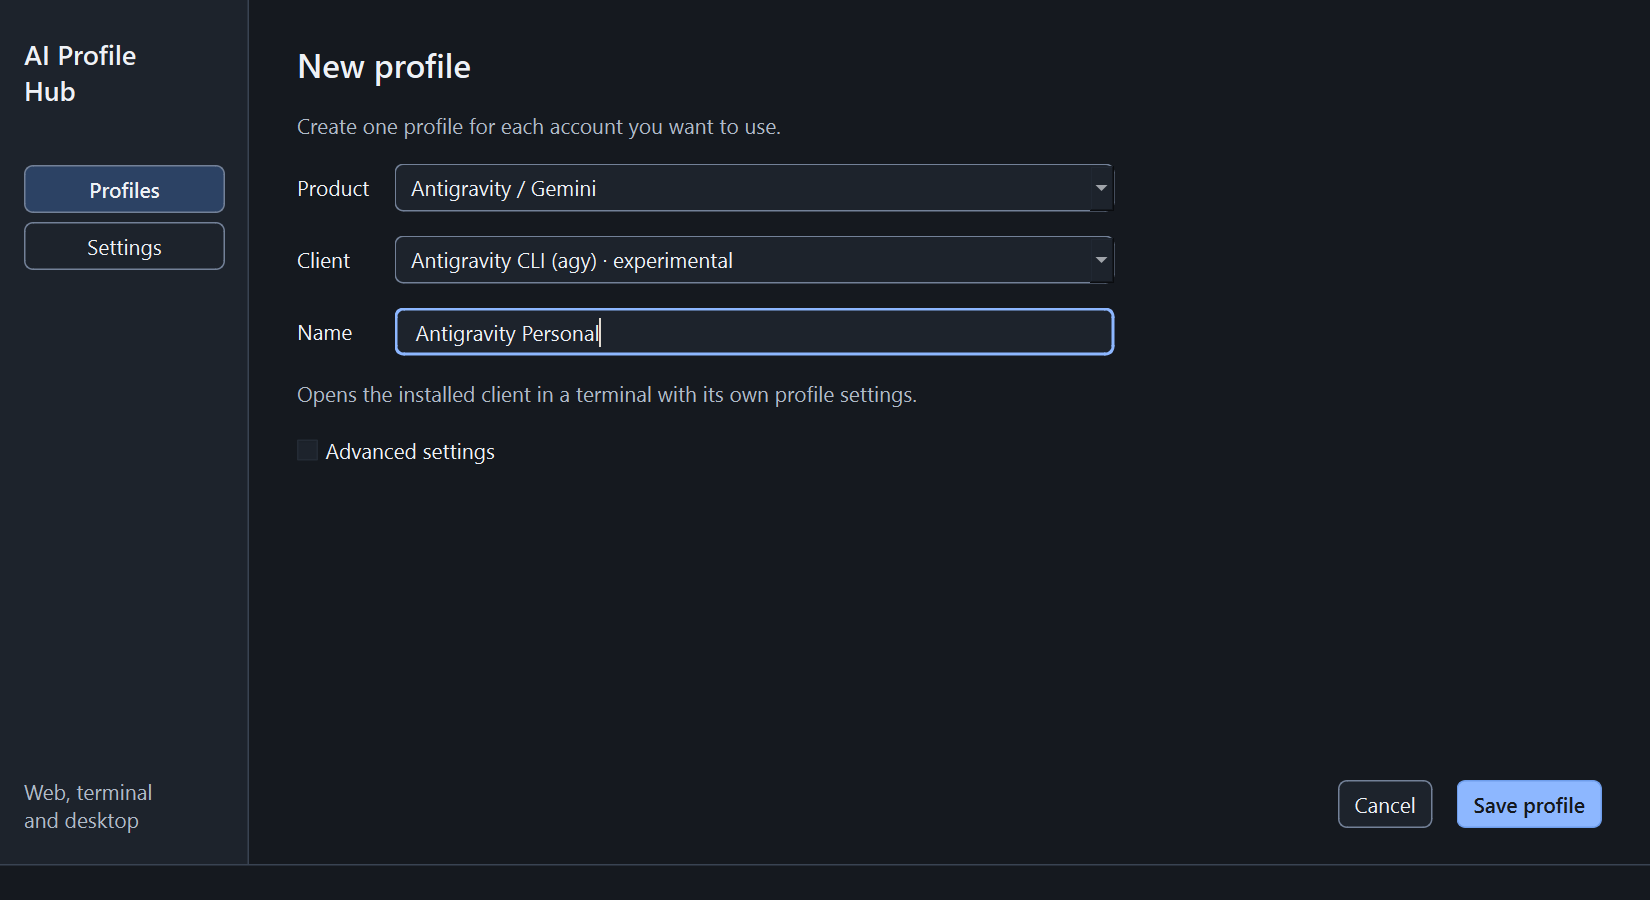 AI Profile
Hub
Profiles
Settings
Web, terminal
and desktop
New profile
Create one profile for each account you want to use.
Product
Antigravity / Gemini
Client
Antigravity CLI (agy) · experimental
Name
Antigravity Personal
Opens the installed client in a terminal with its own profile settings.
Advanced settings
Cancel
Save profile